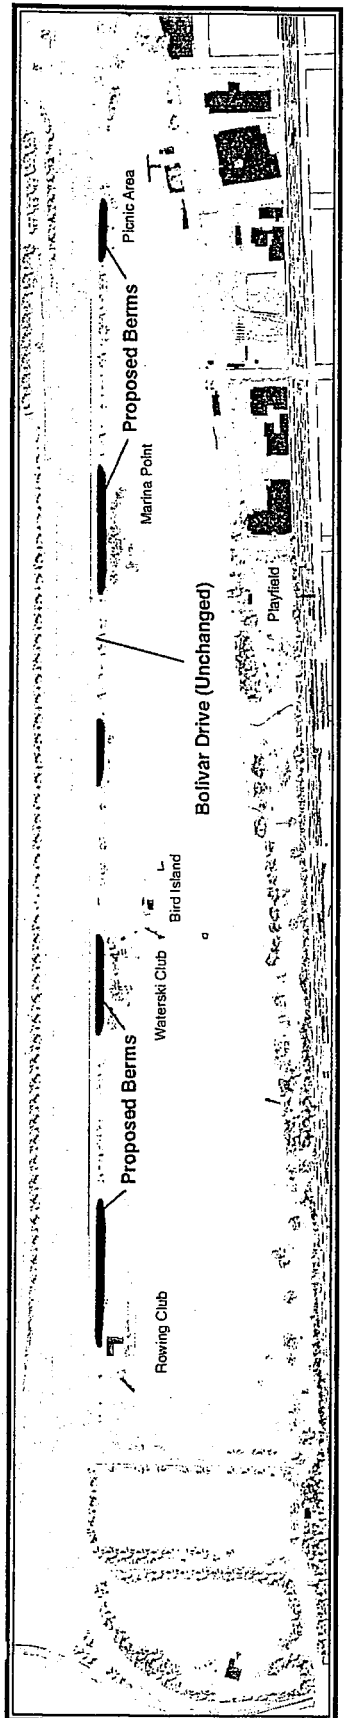 Picnic Area
Proposed Berms
Marina Point
Playfield
Bolivar Drive (Unchanged)
Bird Island
Waterski Club
Proposed Berms
Rowing Club